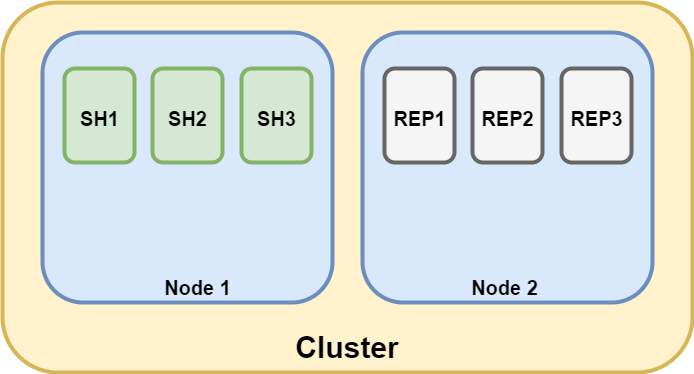 SH1 SH2 SH3 REP1 REP2 REP3
Node 1 Node 2
Cluster